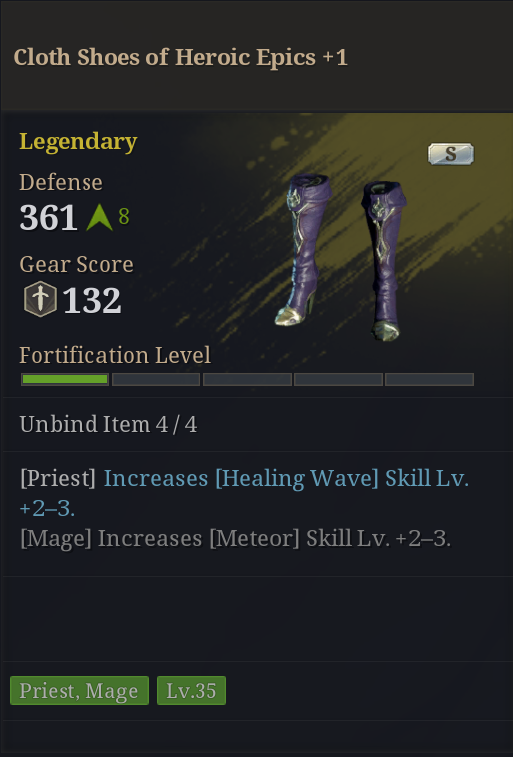 Cloth Shoes of Heroic Epics +1
Legendary
S
Defense
361 8
Gear Score
132
Fortification Level
Unbind Item 4 / 4
[Priest] Increases [Healing Wave] Skill Lv.
+2–3.
[Mage] Increases [Meteor] Skill Lv. +2–3.
Priest, Mage Lv.35